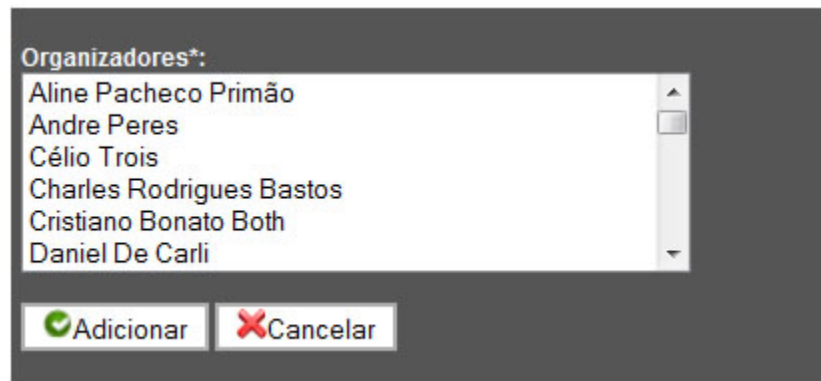 Organizadores*:
Aline Pacheco Primão
Andre Peres
Célio Trois
Charles Rodrigues Bastos
Cristiano Bonato Both
Daniel De Carli
Adicionar
Cancelar